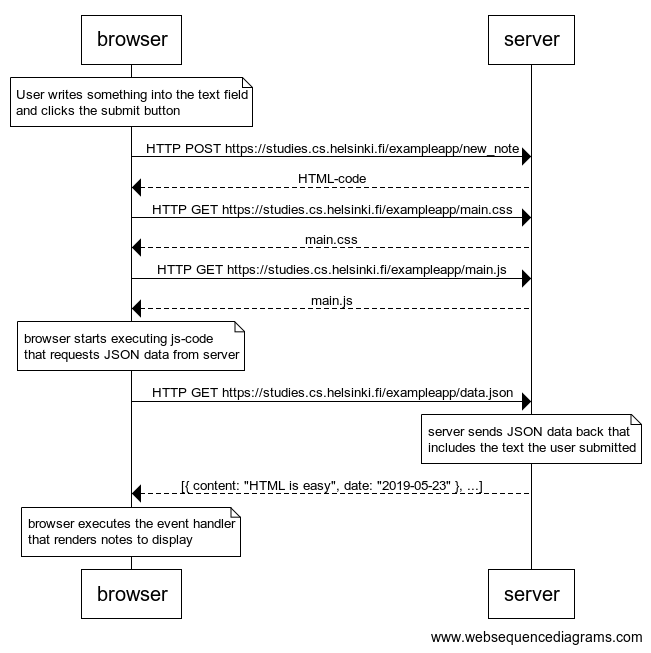 browser
server
User writes something into the text field
and clicks the submit button
HTTP POST https://studies.cs.helsinki.fi/exampleapp/new_note
HTML-code
HTTP GET https://studies.cs.helsinki.fi/exampleapp/main.css
main.css
HTTP GET https://studies.cs.helsinki.fi/exampleapp/main.js
main.js
browser starts executing js-code
that requests JSON data from server
HTTP GET https://studies.cs.helsinki.fi/exampleapp/data.json
server sends JSON data back that
includes the text the user submitted
[{ content: "HTML is easy", date: "2019-05-23" }, ...]
browser executes the event handler
that renders notes to display
browser
server
www.websequencediagrams.com